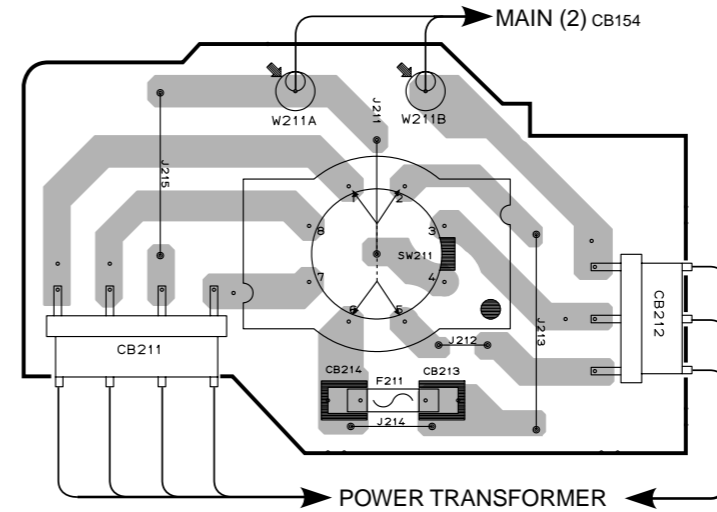 MAIN (2) CB154
W211A
J211
W211B
J215
1
2
8
3
SW211
7
4
6
5
CB212
J213
J212
CB211
CB214
F211
CB213
J214
POWER TRANSFORMER